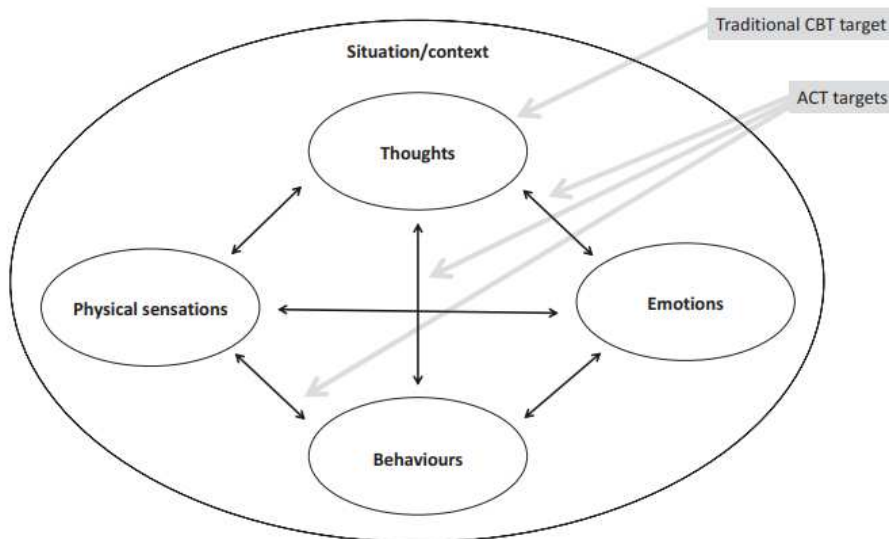 Traditional CBT target
Situation/context
ACT targets
Thoughts
Physical sensations
Emotions
Behaviours